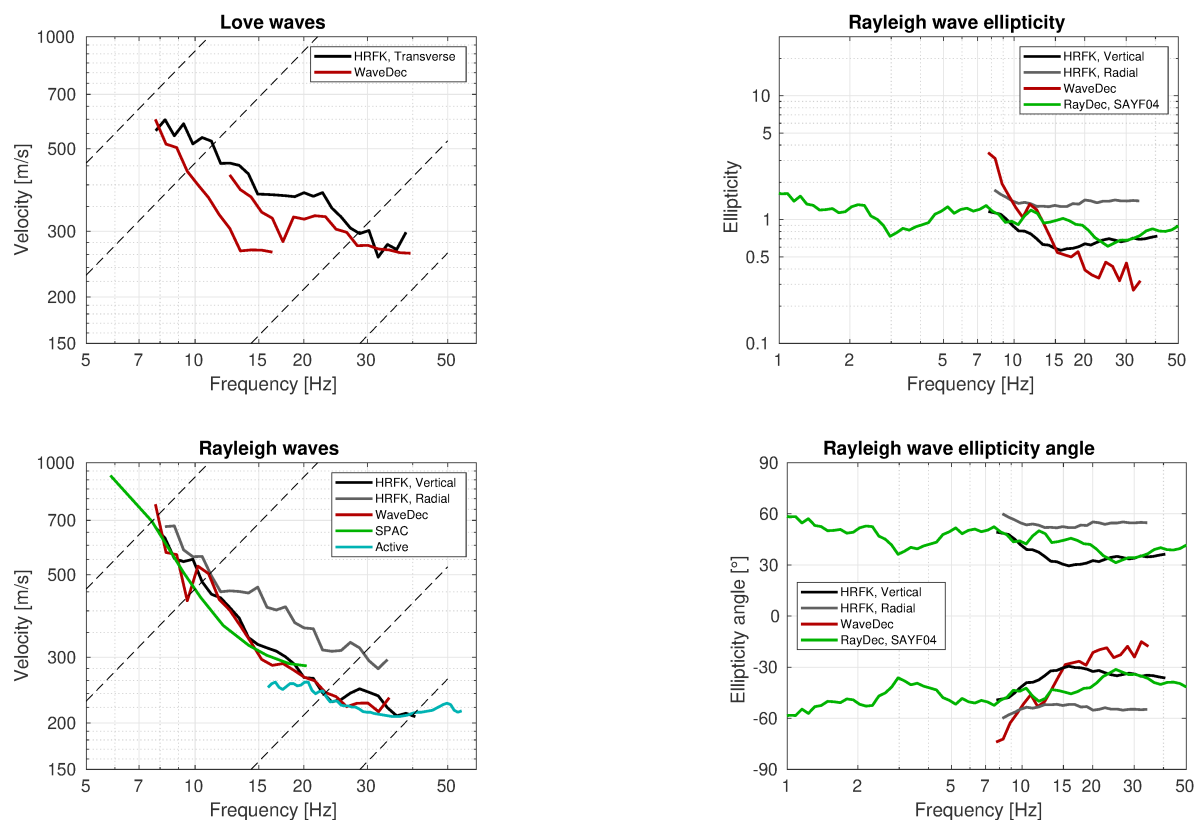 Love waves
1000
700
500
300
200
150
Velocity [m/s]
HRFK, Transverse
WaveDec
5 7 10 15 20 30 50
Frequency [Hz]
Rayleigh wave ellipticity
10
5
2
1
0.5
0.1
Ellipticity
HRFK, Vertical
HRFK, Radial
WaveDec
RayDec, SAYF04
1 2 5 7 10 15 20 30 50
Frequency [Hz]
Rayleigh waves
1000
700
500
300
200
150
Velocity [m/s]
HRFK, Vertical
HRFK, Radial
WaveDec
SPAC
Active
5 7 10 15 20 30 50
Frequency [Hz]
Rayleigh wave ellipticity angle
90
60
30
0
-30
-60
-90
Ellipticity angle [°]
HRFK, Vertical
HRFK, Radial
WaveDec
RayDec, SAYF04
1 2 5 7 10 15 20 30 50
Frequency [Hz]